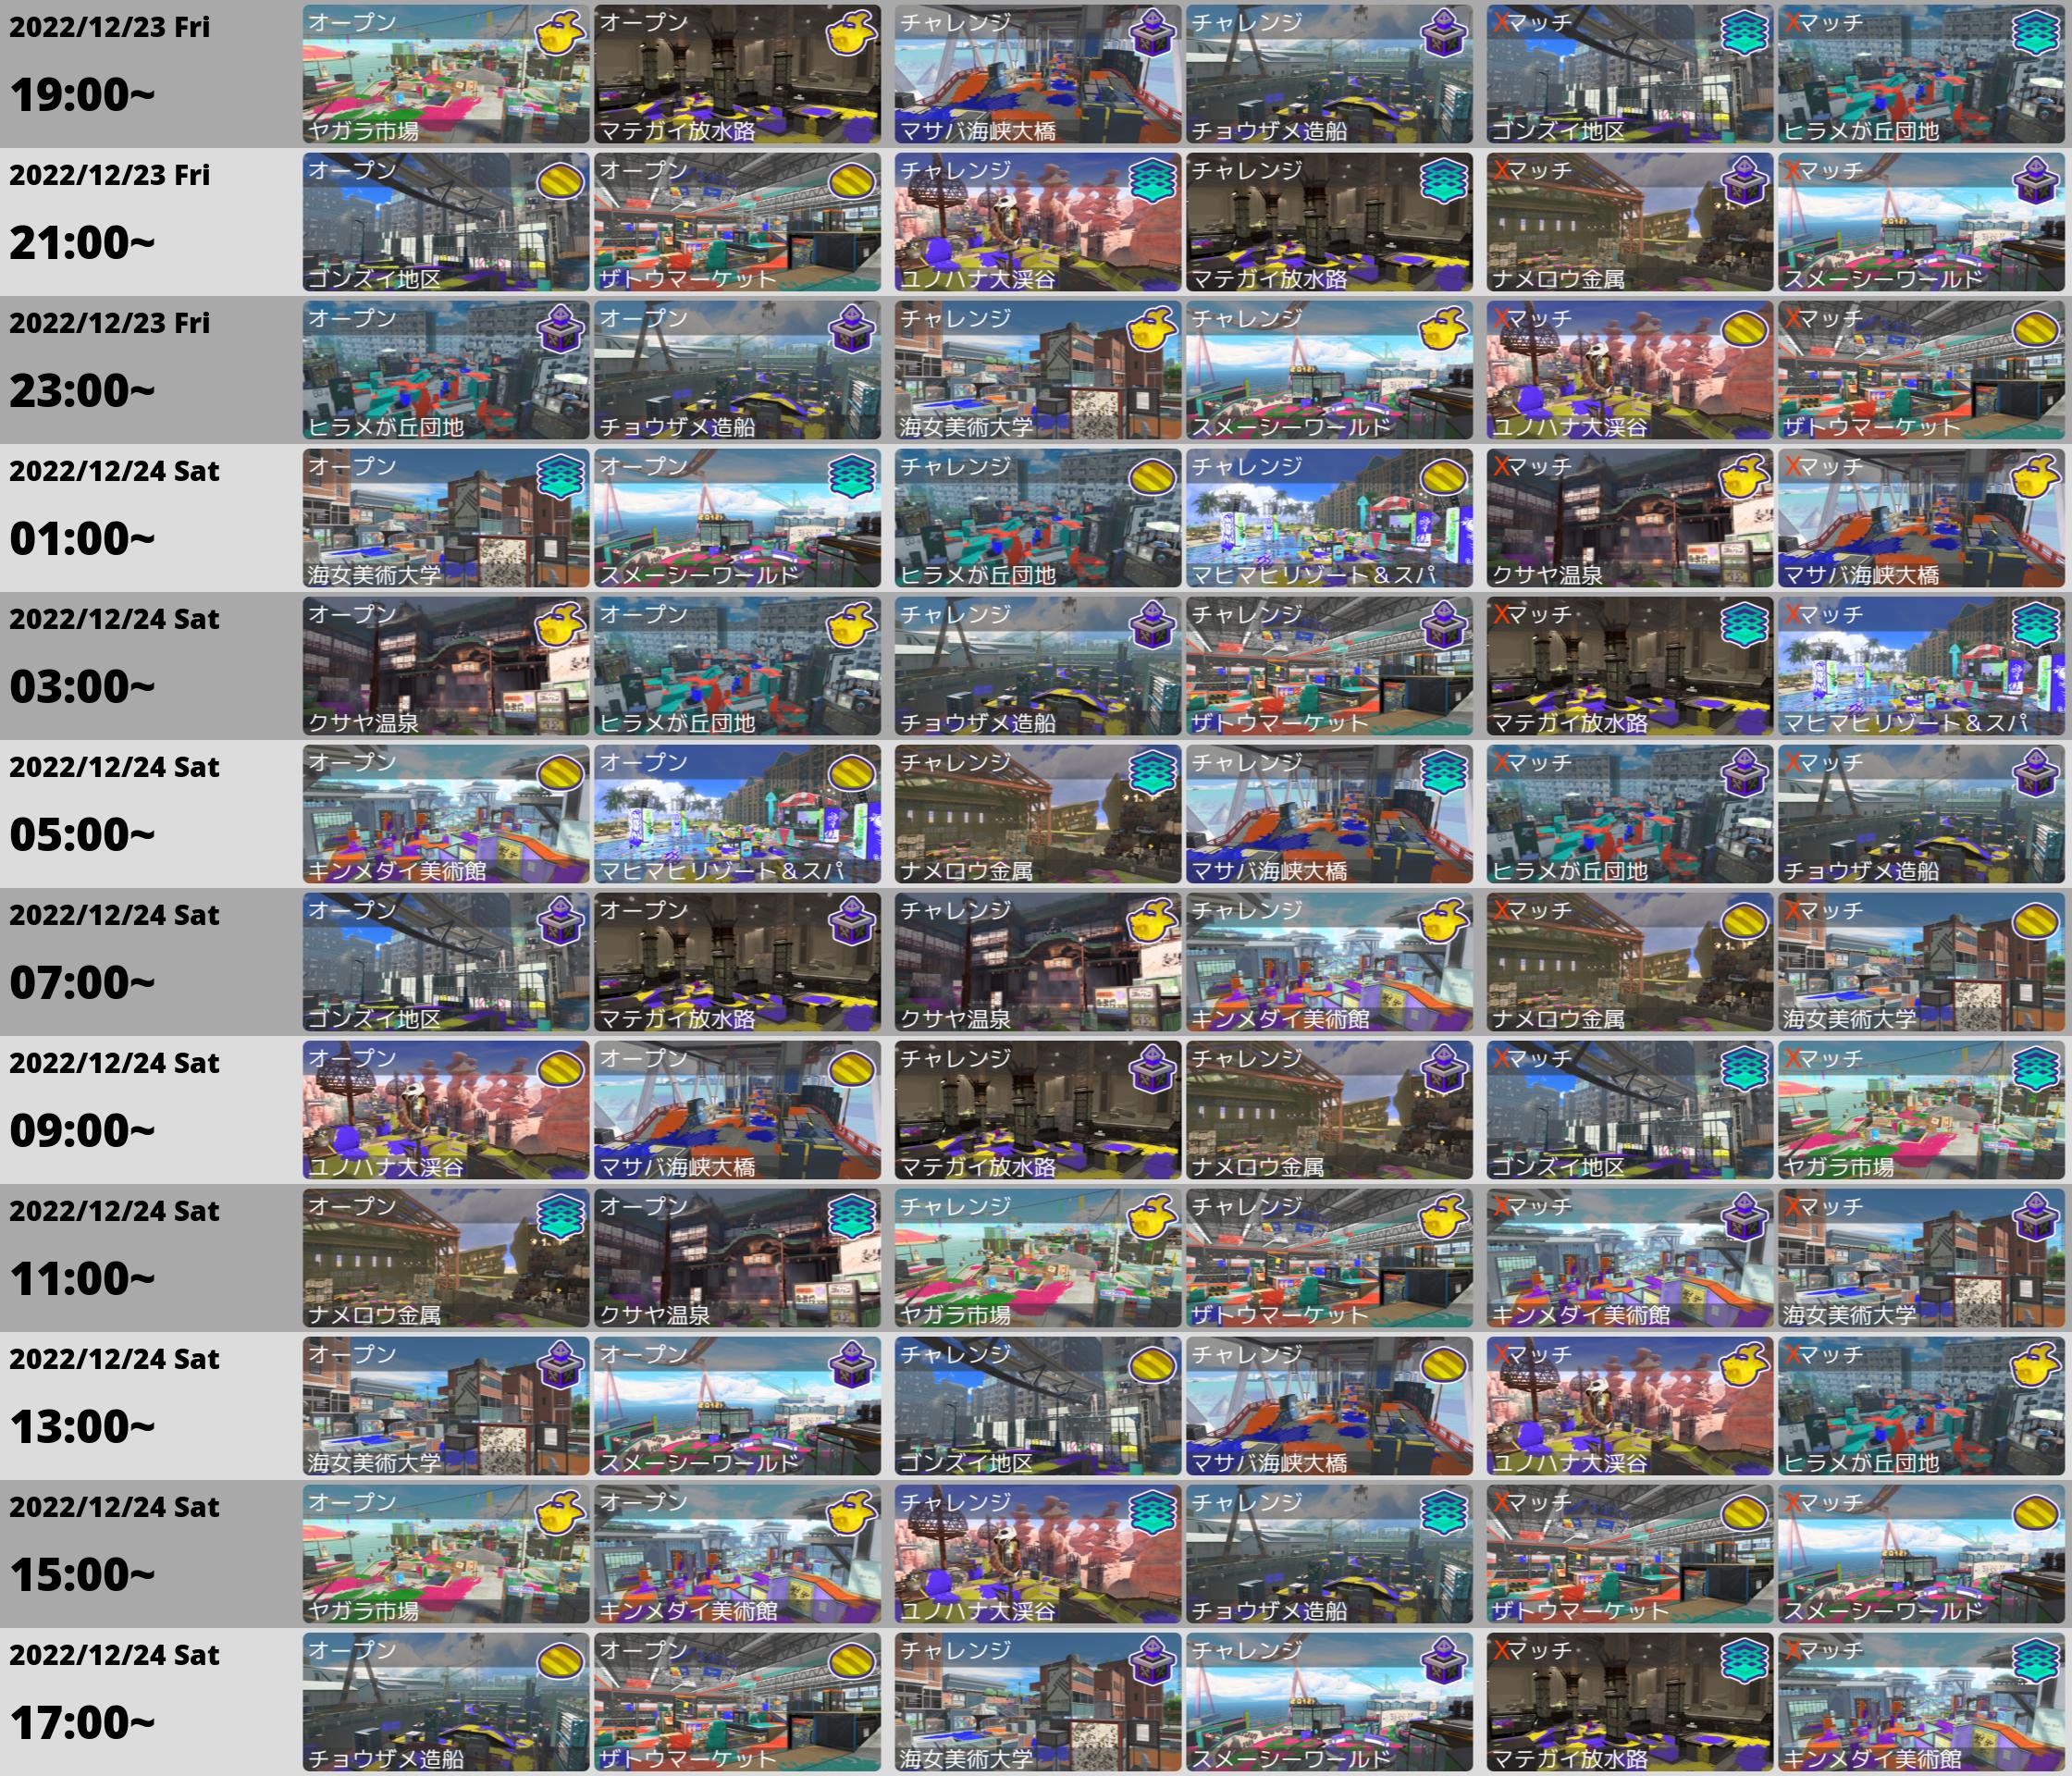 2022/12/23 Fri
19:00~
オープン
ヤガラ市場
オープン
マテガイ放水路
チャレンジ
マサバ海峡大橋
チャレンジ
チョウザメ造船
Xマッチ
ゴンズイ地区
Xマッチ
ヒラメが丘団地
2022/12/23 Fri
21:00~
オープン
ゴンズイ地区
オープン
ザトウマーケット
チャレンジ
ユノハナ大渓谷
チャレンジ
マテガイ放水路
Xマッチ
ナメロウ金属
Xマッチ
スメーシーワールド
2022/12/23 Fri
23:00~
オープン
ヒラメが丘団地
オープン
チョウザメ造船
チャレンジ
海女美術大学
チャレンジ
スメーシーワールド
Xマッチ
ユノハナ大渓谷
Xマッチ
ザトウマーケット
2022/12/24 Sat
01:00~
オープン
海女美術大学
オープン
スメーシーワールド
チャレンジ
ヒラメが丘団地
チャレンジ
マヒマヒリゾート＆スパ
Xマッチ
クサヤ温泉
Xマッチ
マサバ海峡大橋
2022/12/24 Sat
03:00~
オープン
クサヤ温泉
オープン
ヒラメが丘団地
チャレンジ
チョウザメ造船
チャレンジ
ザトウマーケット
Xマッチ
マテガイ放水路
Xマッチ
マヒマヒリゾート＆スパ
2022/12/24 Sat
05:00~
オープン
キンメダイ美術館
オープン
マヒマヒリゾート＆スパ
チャレンジ
ナメロウ金属
チャレンジ
マサバ海峡大橋
Xマッチ
ヒラメが丘団地
Xマッチ
チョウザメ造船
2022/12/24 Sat
07:00~
オープン
ゴンズイ地区
オープン
マテガイ放水路
チャレンジ
クサヤ温泉
チャレンジ
キンメダイ美術館
Xマッチ
ナメロウ金属
Xマッチ
海女美術大学
2022/12/24 Sat
09:00~
オープン
ユノハナ大渓谷
オープン
マサバ海峡大橋
チャレンジ
マテガイ放水路
チャレンジ
ナメロウ金属
Xマッチ
ゴンズイ地区
Xマッチ
ヤガラ市場
2022/12/24 Sat
11:00~
オープン
ナメロウ金属
オープン
クサヤ温泉
チャレンジ
ヤガラ市場
チャレンジ
ザトウマーケット
Xマッチ
キンメダイ美術館
Xマッチ
海女美術大学
2022/12/24 Sat
13:00~
オープン
海女美術大学
オープン
スメーシーワールド
チャレンジ
ゴンズイ地区
チャレンジ
マサバ海峡大橋
Xマッチ
ユノハナ大渓谷
Xマッチ
ヒラメが丘団地
2022/12/24 Sat
15:00~
オープン
ヤガラ市場
オープン
キンメダイ美術館
チャレンジ
ユノハナ大渓谷
チャレンジ
チョウザメ造船
Xマッチ
ザトウマーケット
Xマッチ
スメーシーワールド
2022/12/24 Sat
17:00~
オープン
チョウザメ造船
オープン
ザトウマーケット
チャレンジ
海女美術大学
チャレンジ
スメーシーワールド
Xマッチ
マテガイ放水路
Xマッチ
キンメダイ美術館